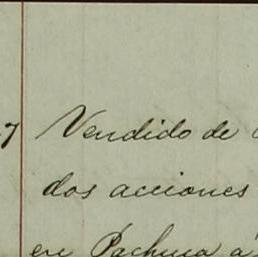 7 Vendido de
dos acciones
en Pachuca á